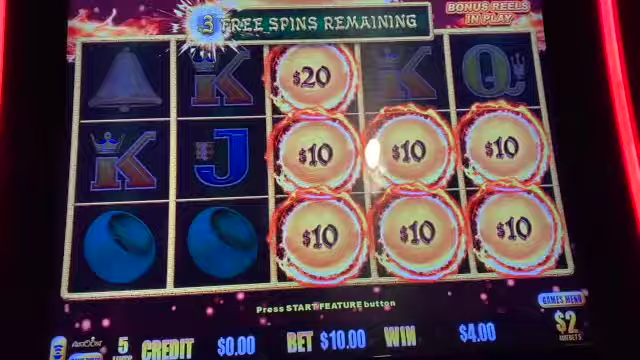 3 FREE SPINS REMAINING
BONUS REELS
IN PLAY
K $20 K Q
K J $10 $10 $10
$10 $10 $10
Press START FEATURE button
GAMES MENU
5 CREDIT $0.00 BET $10.00 WIN $4.00 $2